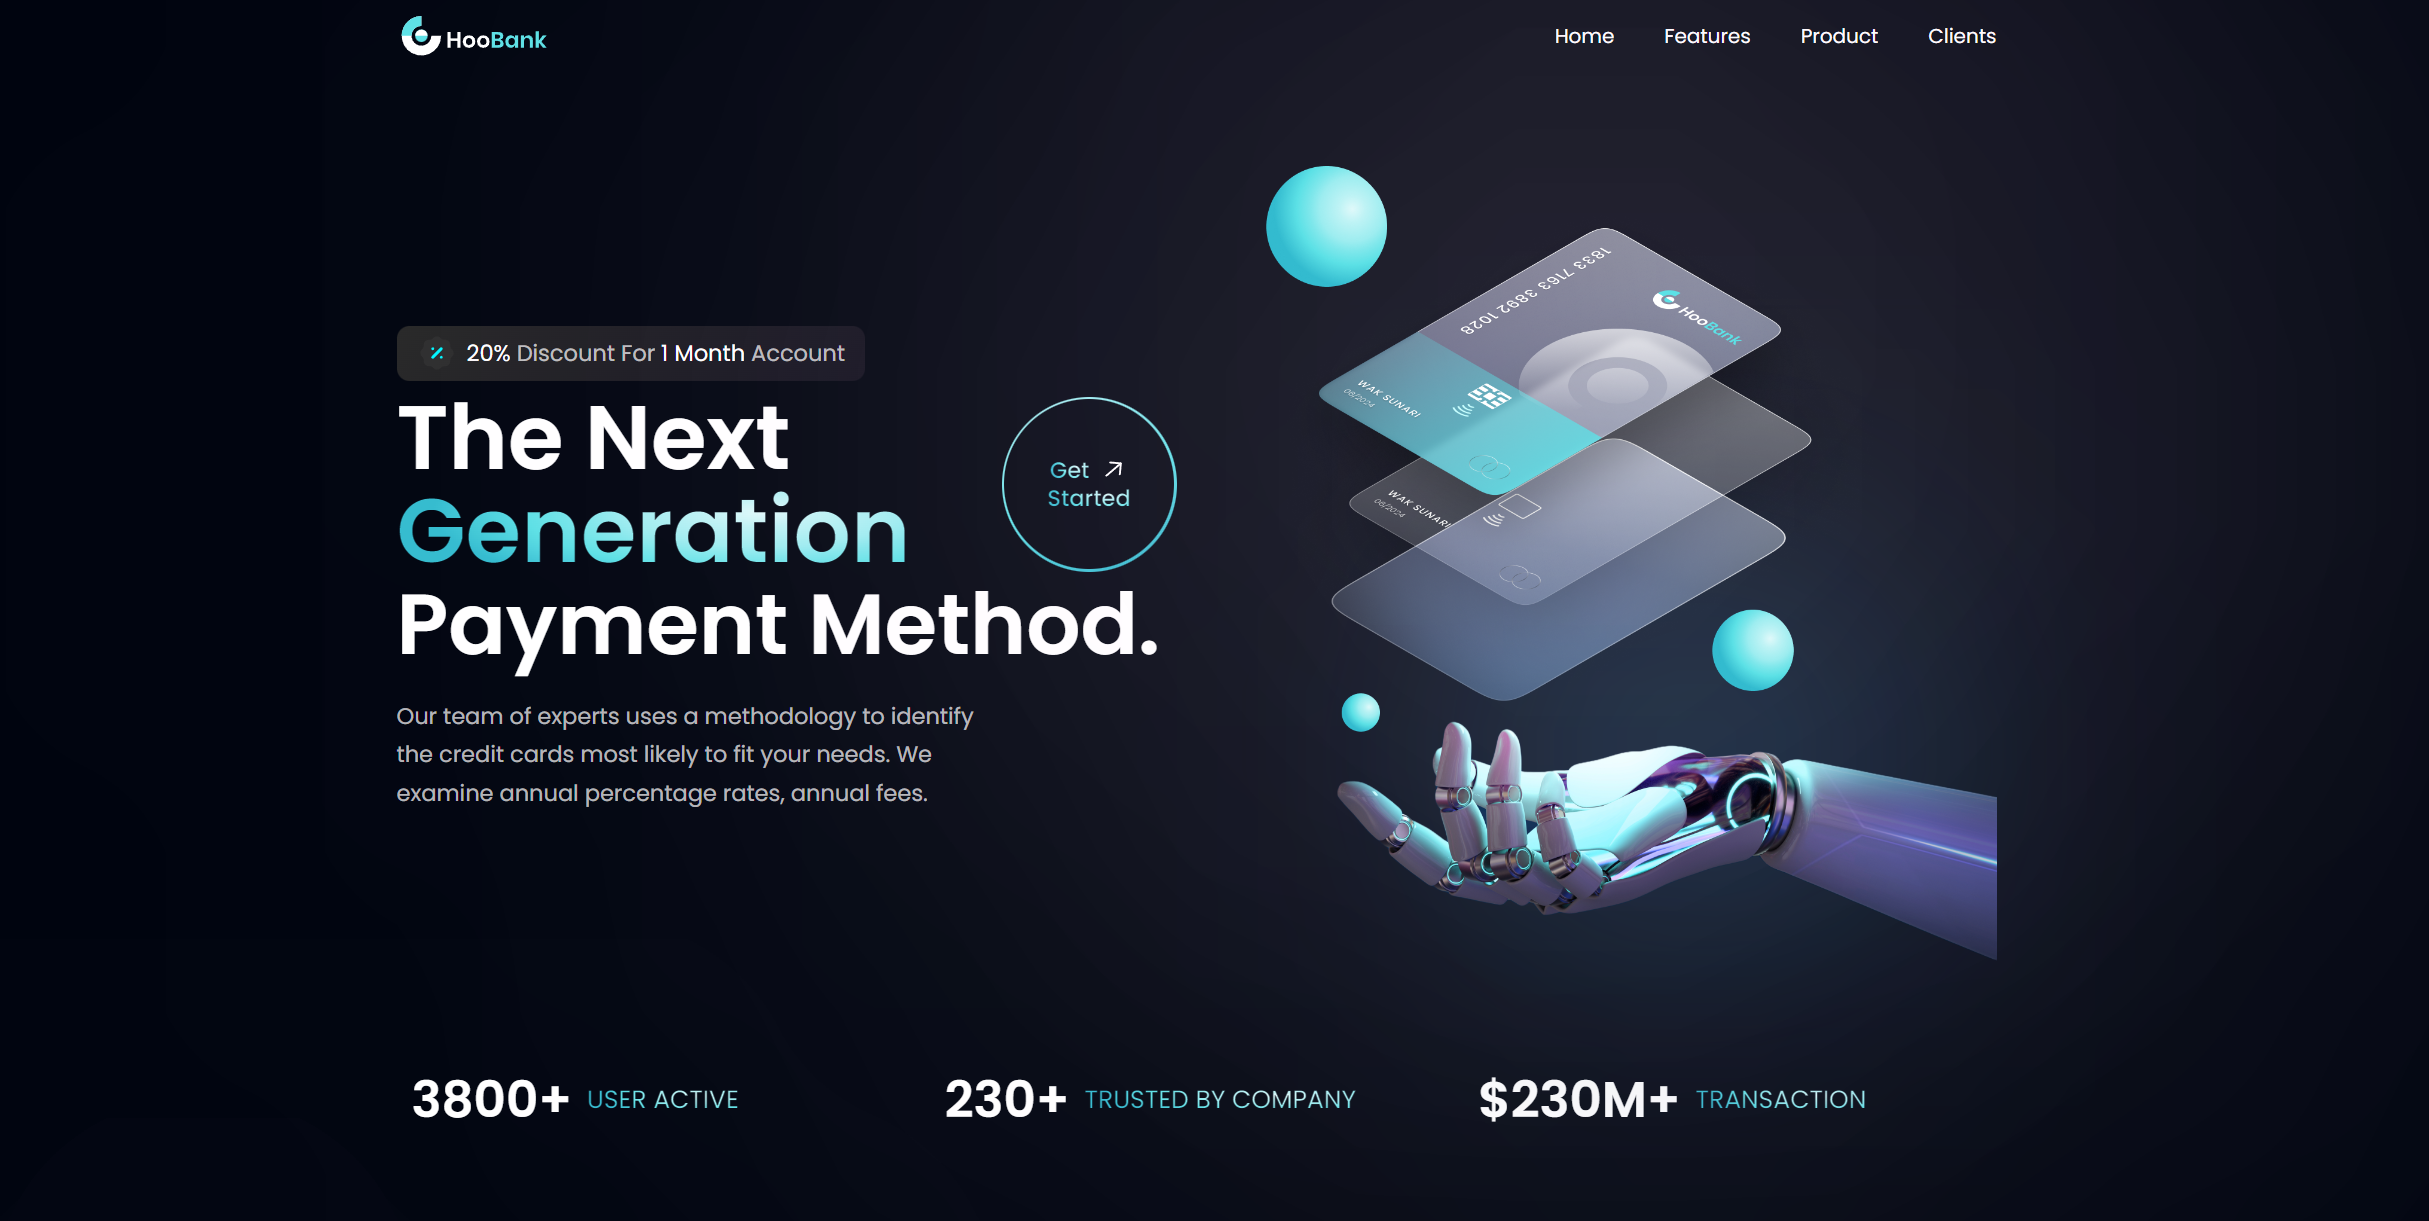 HooBank
Home Features Product Clients
20% Discount For 1 Month Account
The Next
Generation
Payment Method.
Get
Started
Our team of experts uses a methodology to identify
the credit cards most likely to fit your needs. We
examine annual percentage rates, annual fees.
1833 7163 3892 1028
HooBank
WAK SUNARI
08/2024
WAK SUNARI
08/2024
3800+ USER ACTIVE
230+ TRUSTED BY COMPANY
$230M+ TRANSACTION